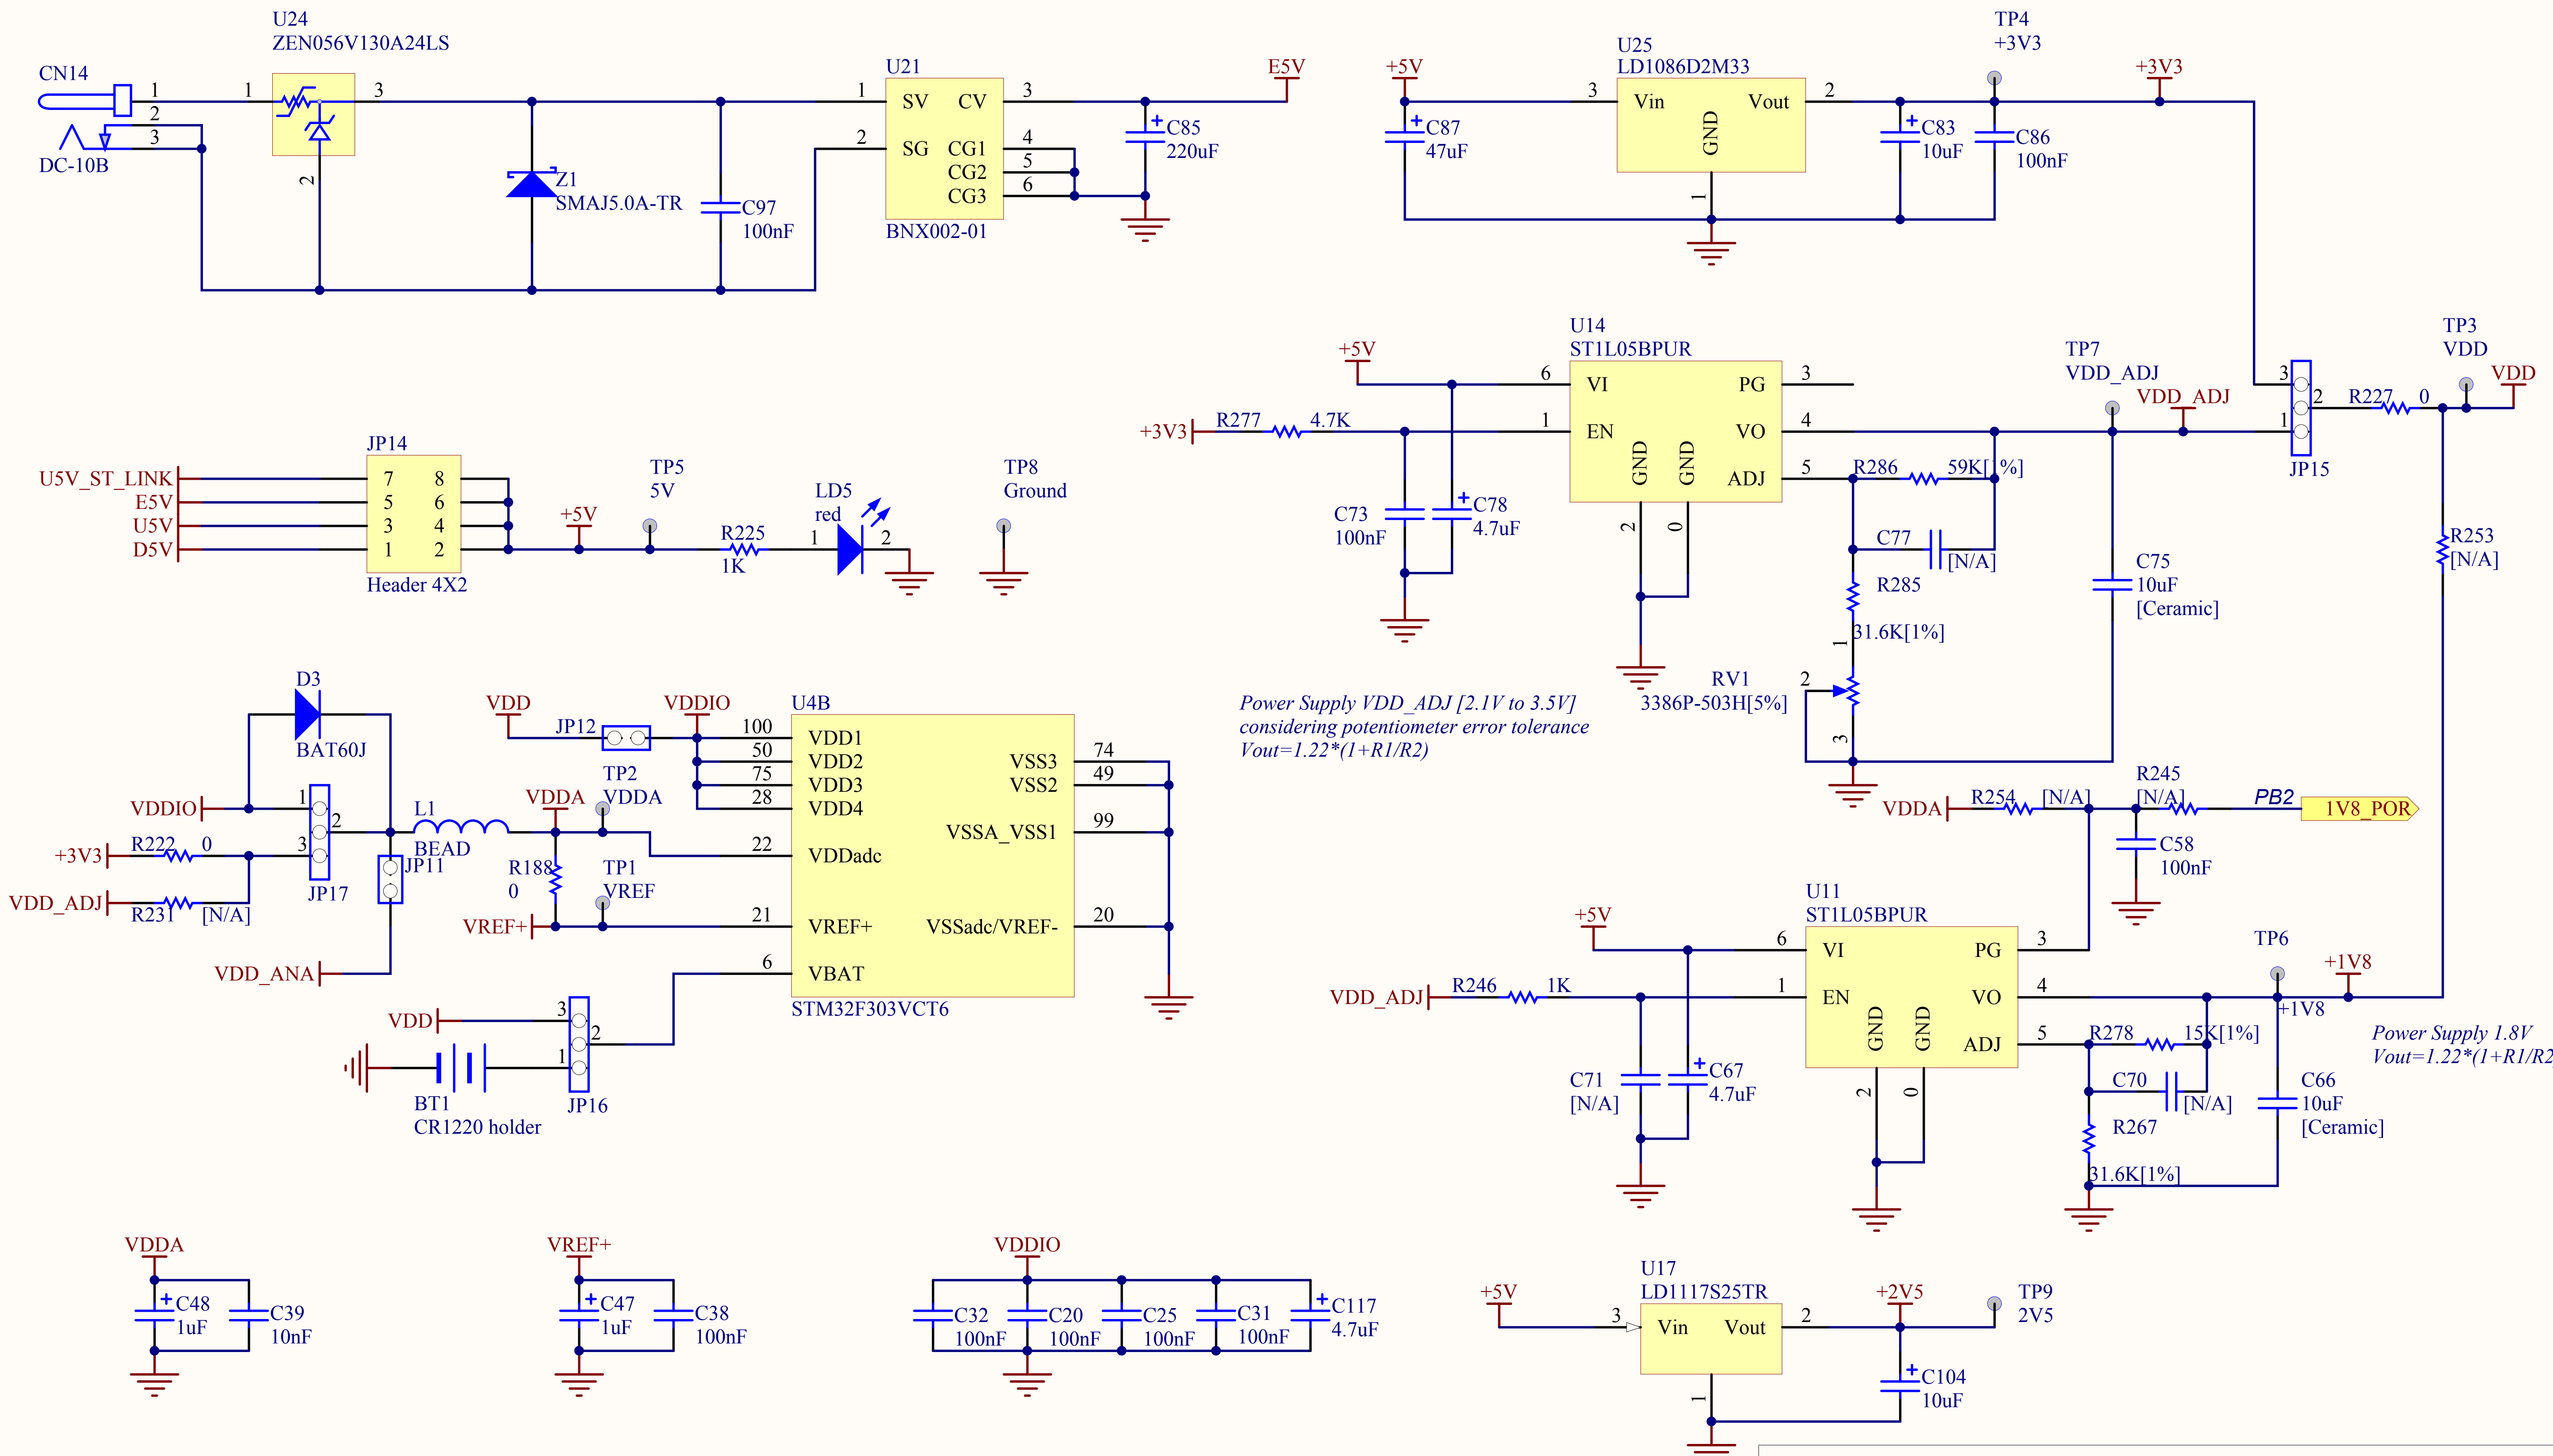 U24
ZEN056V130A24LS
CN14
1
2
3
DC-10B
1
3
2
Z1
SMAJ5.0A-TR
C97
100nF
U21
1
SV
CV
3
2
SG
CG1
4
CG2
5
CG3
6
BNX002-01
E5V
C85
220uF
+5V
C87
47uF
U25
LD1086D2M33
3
Vin
Vout
2
GND
1
TP4
+3V3
C83
10uF
C86
100nF
+3V3
JP14
U5V_ST_LINK
7
8
E5V
5
6
U5V
3
4
D5V
1
2
Header 4X2
+5V
TP5
5V
R225
1K
LD5
red
1
2
TP8
Ground
U14
ST1L05BPUR
+5V
6
VI
PG
3
+3V3
R277
4.7K
1
EN
VO
4
GND
GND
ADJ
5
2
0
C73
100nF
C78
4.7uF
R286
59K[1%]
C77
[N/A]
R285
31.6K[1%]
1
RV1
2
3386P-503H[5%]
3
TP7
VDD_ADJ
VDD_ADJ
C75
10uF
[Ceramic]
3
2
1
JP15
R227
0
TP3
VDD
VDD
R253
[N/A]
Power Supply VDD_ADJ [2.1V to 3.5V]
considering potentiometer error tolerance
Vout=1.22*(1+R1/R2)
D3
BAT60J
VDDIO
1
2
3
+3V3
R222
0
VDD_ADJ
R231
[N/A]
JP17
JP11
VDD_ANA
L1
BEAD
VDD
JP12
VDDIO
VDDA
TP2
VDDA
R188
0
TP1
VREF
VREF+
U4B
100
VDD1
50
VDD2
75
VDD3
28
VDD4
22
VDDadc
21
VREF+
6
VBAT
VSS3
74
VSS2
49
VSSA_VSS1
99
VSSadc/VREF-
20
STM32F303VCT6
VDD
3
2
1
JP16
BT1
CR1220 holder
VDDA
R254
[N/A]
R245
[N/A]
PB2
1V8_POR
C58
100nF
U11
ST1L05BPUR
+5V
6
VI
PG
3
VDD_ADJ
R246
1K
1
EN
VO
4
GND
GND
ADJ
5
2
0
C71
[N/A]
C67
4.7uF
R278
15K[1%]
C70
[N/A]
R267
31.6K[1%]
TP6
+1V8
+1V8
C66
10uF
[Ceramic]
Power Supply 1.8V
Vout=1.22*(1+R1/R2
VDDA
C48
1uF
C39
10nF
VREF+
C47
1uF
C38
100nF
VDDIO
C32
100nF
C20
100nF
C25
100nF
C31
100nF
C117
4.7uF
U17
LD1117S25TR
+5V
3
Vin
Vout
2
1
+2V5
TP9
2V5
C104
10uF